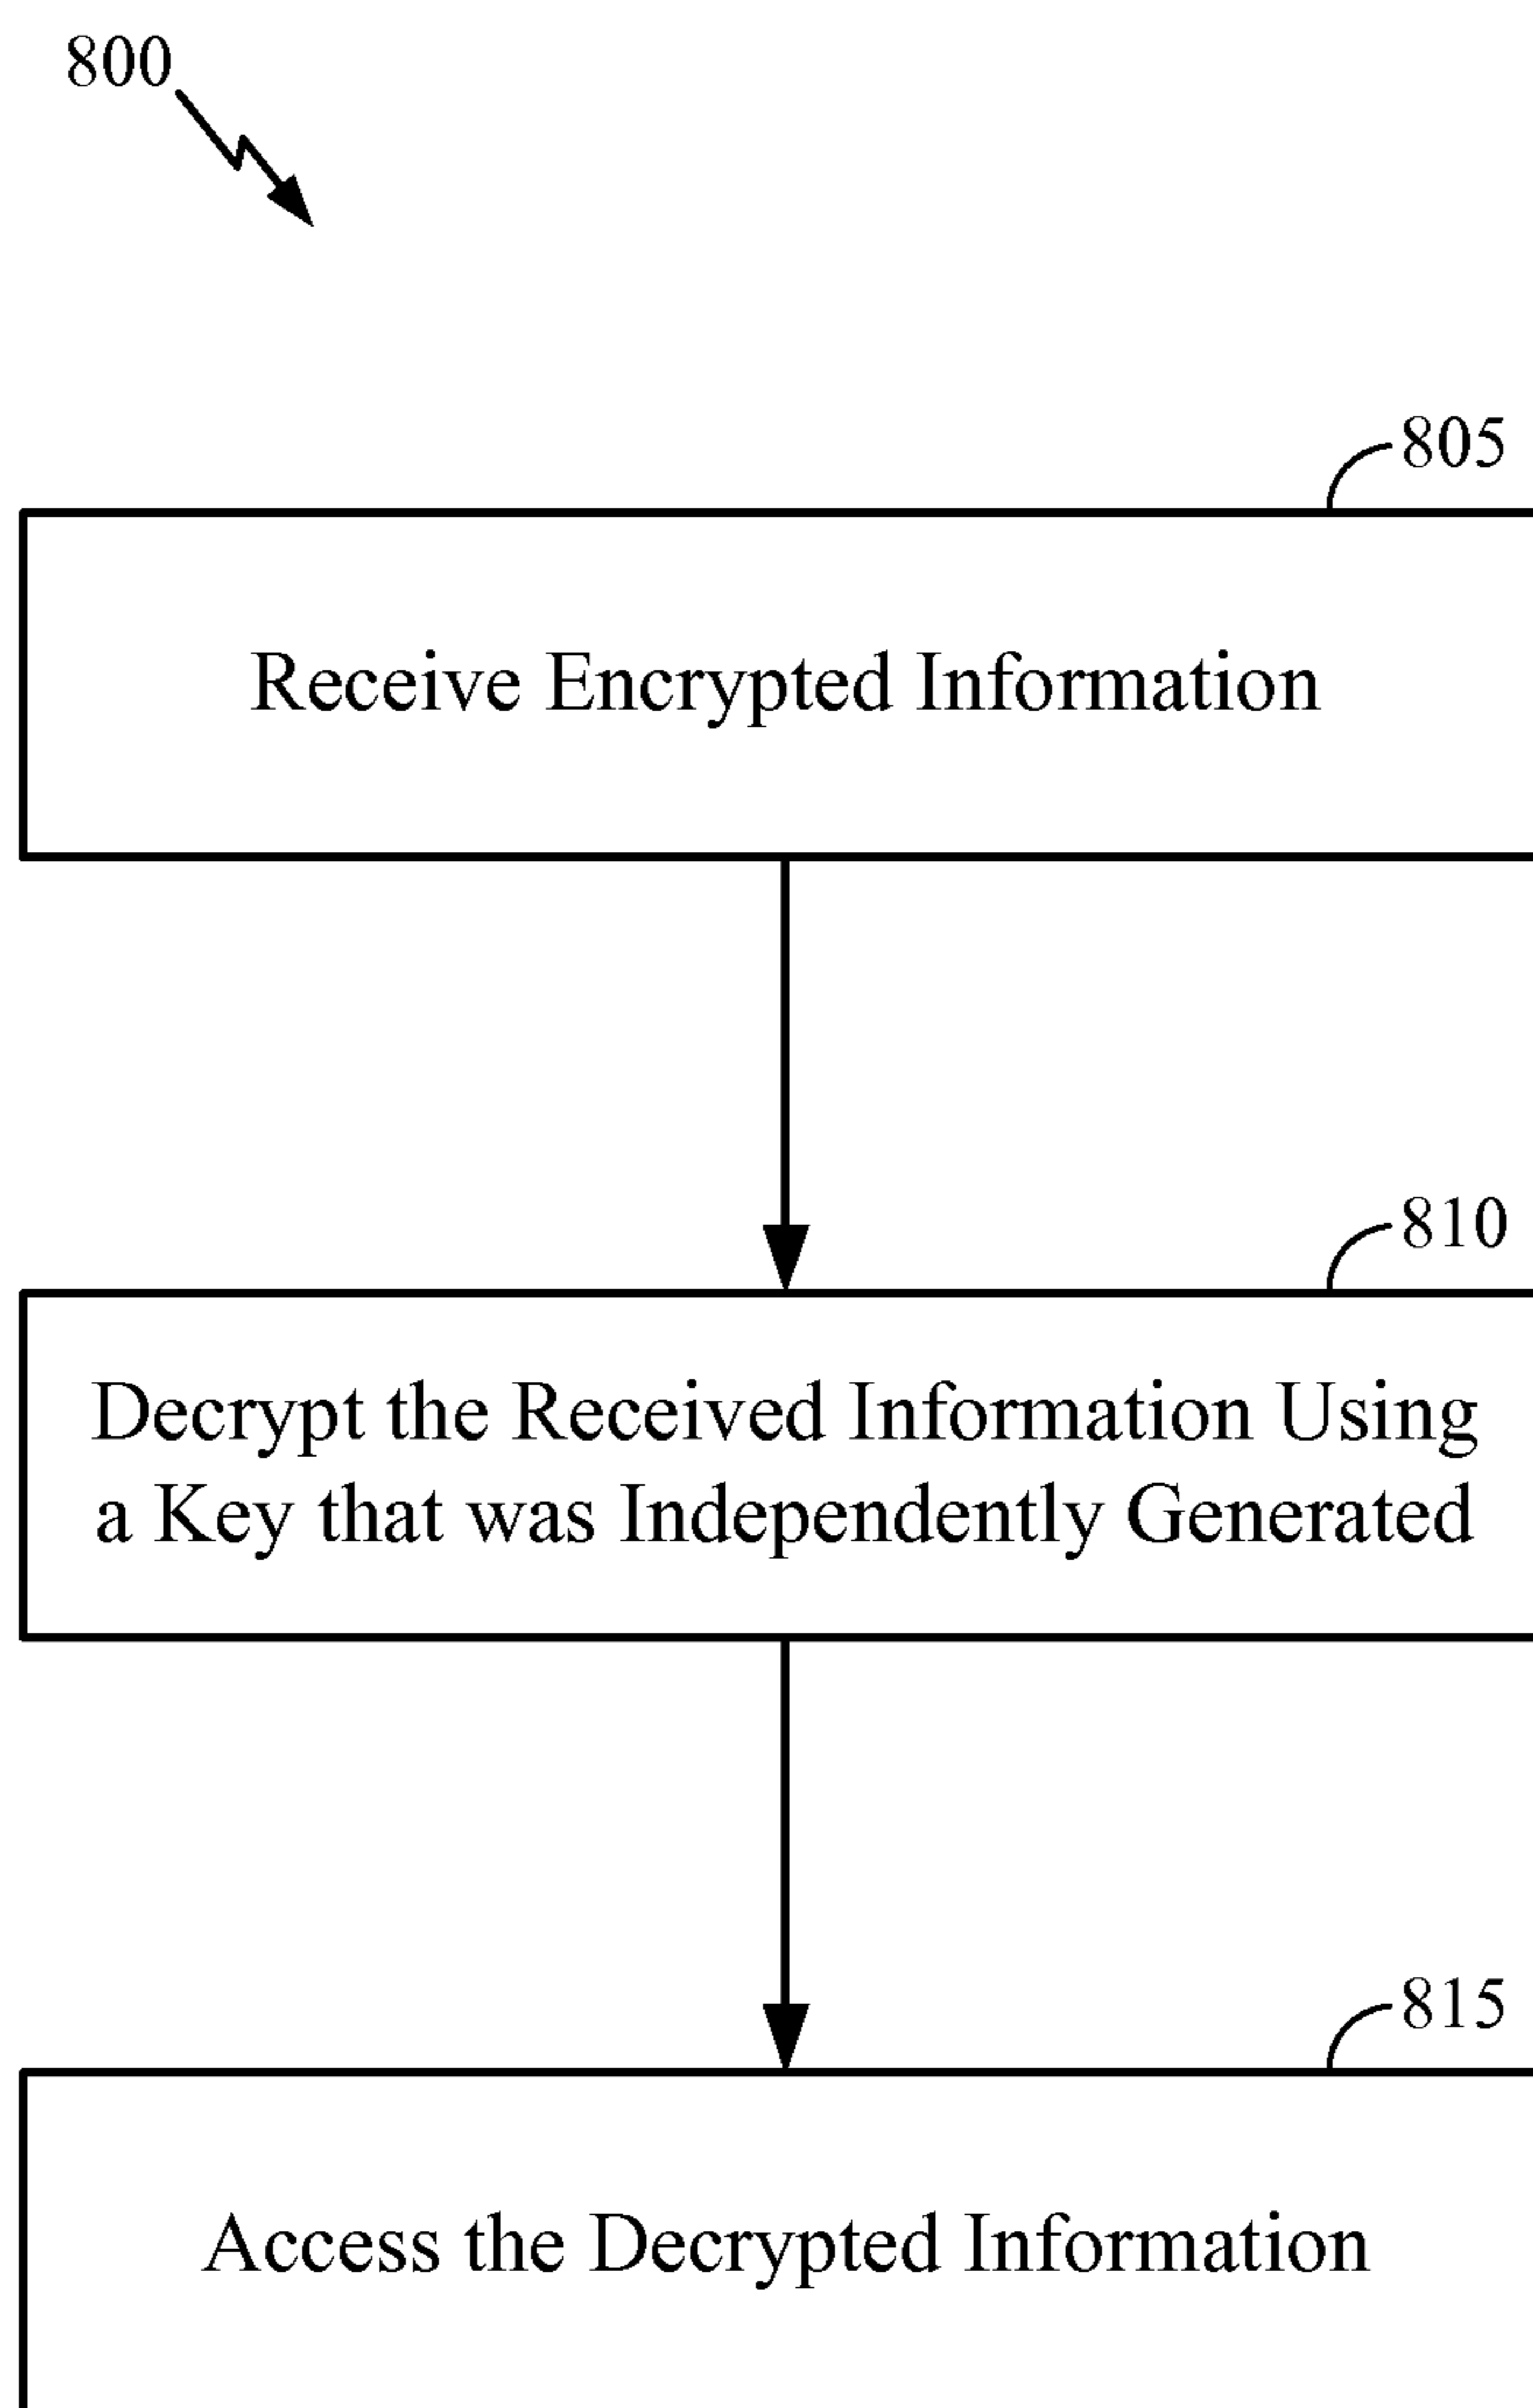 800
805
Receive Encrypted Information
810
Decrypt the Received Information Using
a Key that was Independently Generated
815
Access the Decrypted Information